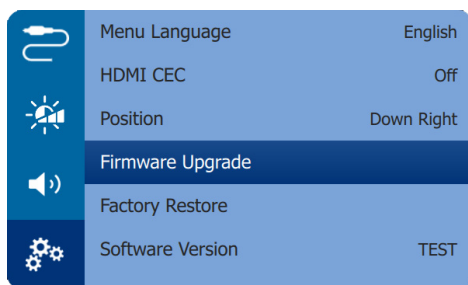 Menu Language English
HDMI CEC Off
Position Down Right
Firmware Upgrade
Factory Restore
Software Version TEST